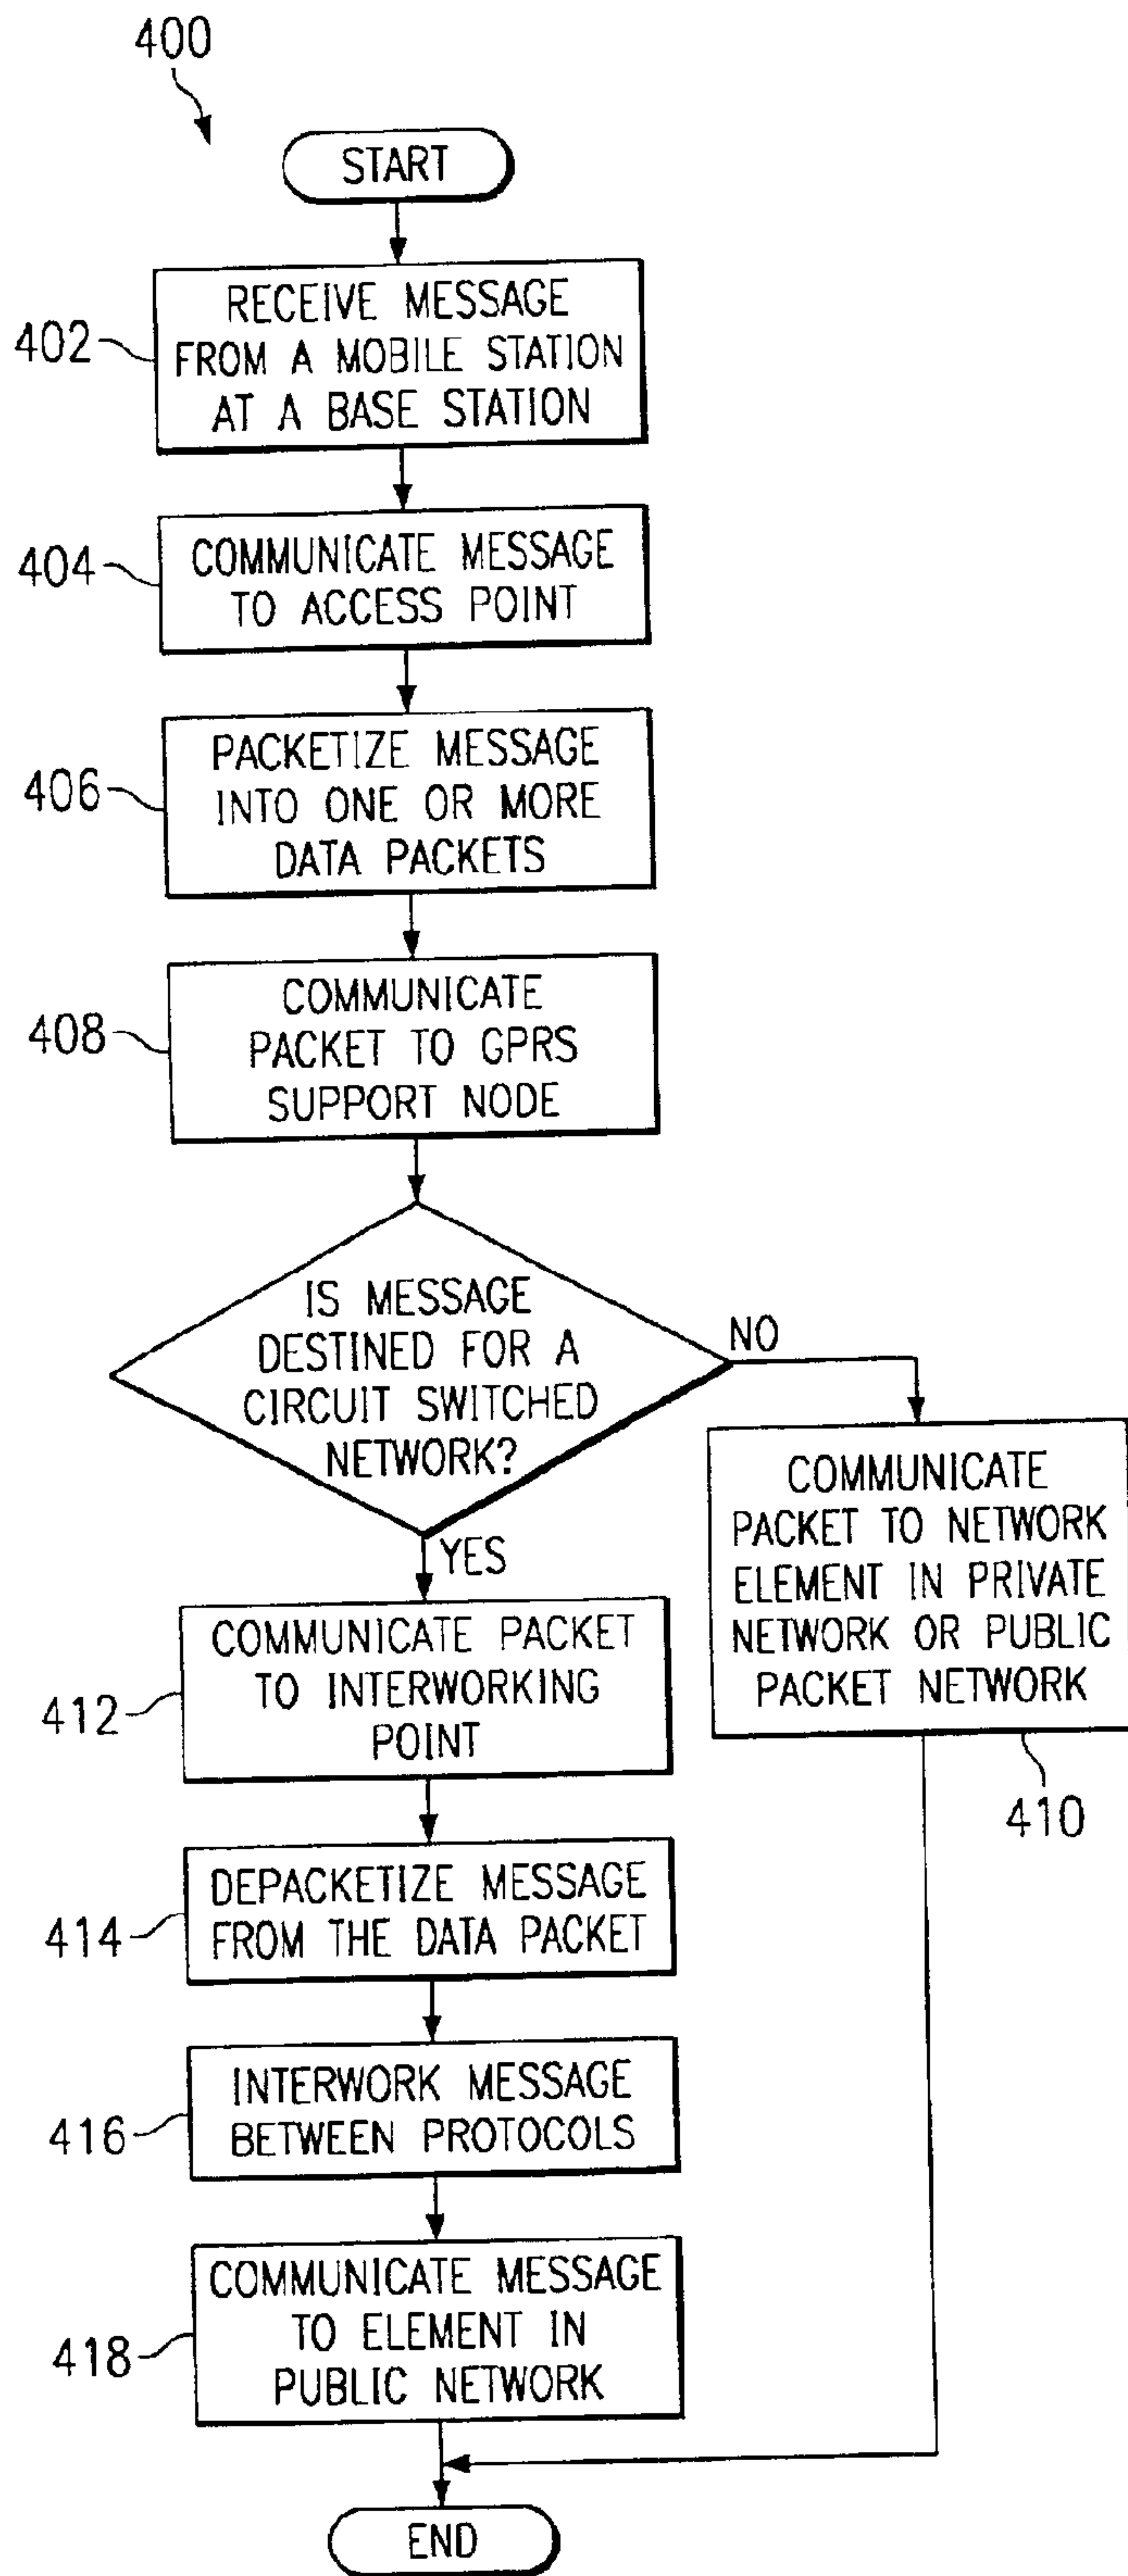 400
START
402
RECEIVE MESSAGE
FROM A MOBILE STATION
AT A BASE STATION
404
COMMUNICATE MESSAGE
TO ACCESS POINT
406
PACKETIZE MESSAGE
INTO ONE OR MORE
DATA PACKETS
408
COMMUNICATE
PACKET TO GPRS
SUPPORT NODE
IS MESSAGE
DESTINED FOR A
CIRCUIT SWITCHED
NETWORK?
NO
YES
COMMUNICATE
PACKET TO NETWORK
ELEMENT IN PRIVATE
NETWORK OR PUBLIC
PACKET NETWORK
410
412
COMMUNICATE PACKET
TO INTERWORKING
POINT
414
DEPACKETIZE MESSAGE
FROM THE DATA PACKET
416
INTERWORK MESSAGE
BETWEEN PROTOCOLS
418
COMMUNICATE MESSAGE
TO ELEMENT IN
PUBLIC NETWORK
END